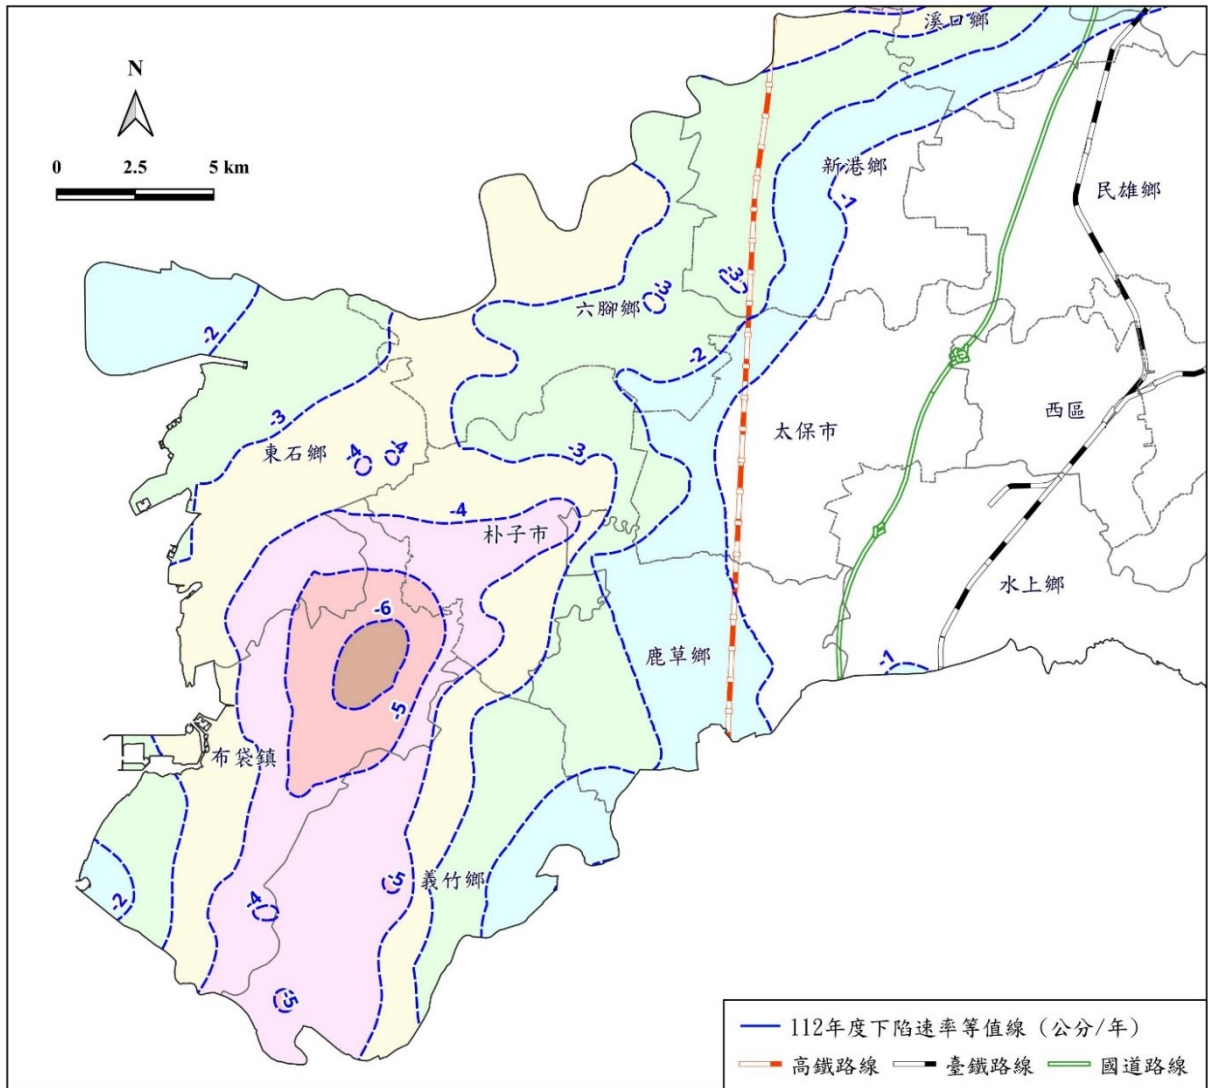 溪口鄉
N
0 2.5 5 km
新港鄉
-1
民雄鄉
-3
-3
六腳鄉
-2
-2
-3
西區
太保市
東石鄉
-4
-4
-3
-4
朴子市
水上鄉
-6
鹿草鄉
-1
-5
布袋鎮
-5
義竹鄉
-2
-4
-5
112年度下陷速率等值線（公分/年）
高鐵路線 臺鐵路線 國道路線